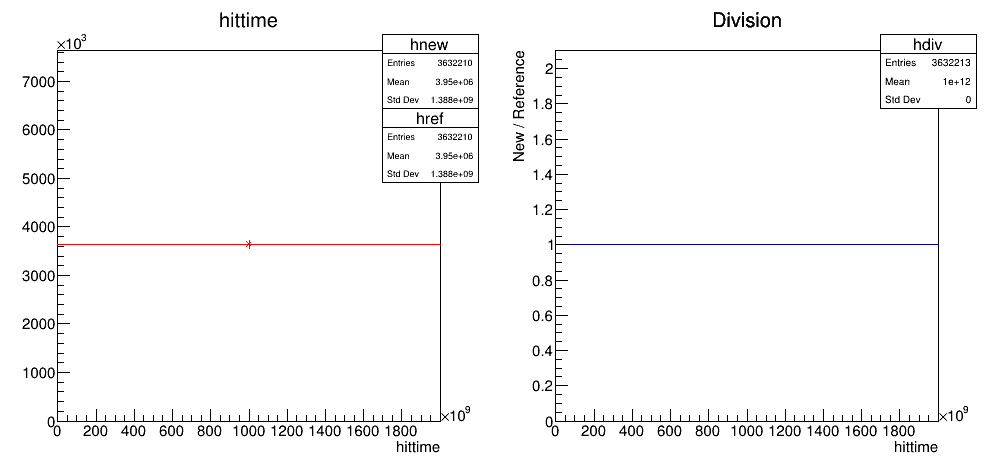 hittime
×10³
hnew
Entries 3632210
Mean 3.95e+06
Std Dev 1.388e+09
href
Entries 3632210
Mean 3.95e+06
Std Dev 1.388e+09
7000
6000
5000
4000
3000
2000
1000
0
0 200 400 600 800 1000 1200 1400 1600 1800
×10⁹
hittime
Division
hdiv
Entries 3632213
Mean 1e+12
Std Dev 0
New / Reference
2
1.8
1.6
1.4
1.2
1
0.8
0.6
0.4
0.2
0
0 200 400 600 800 1000 1200 1400 1600 1800
×10⁹
hittime